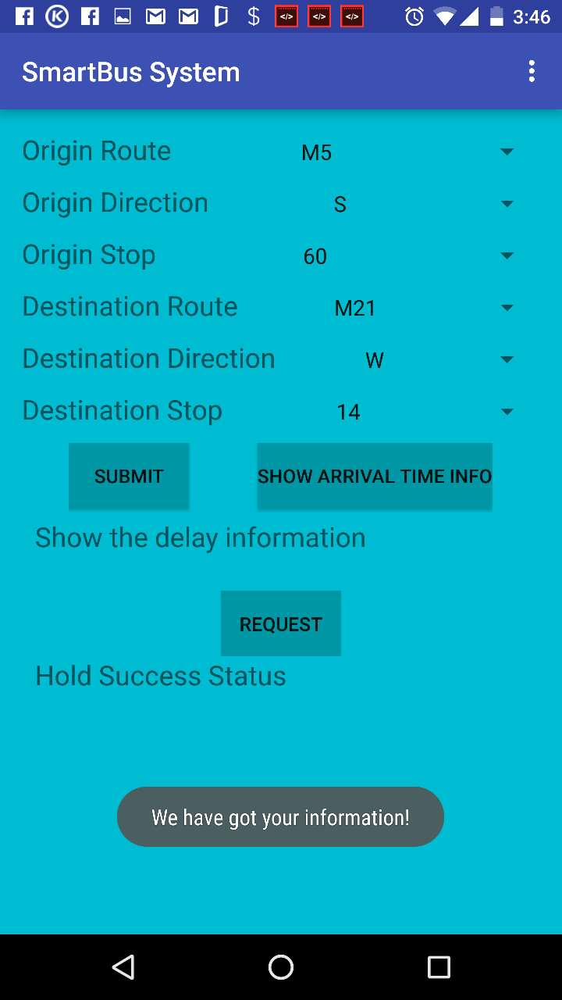 3:46
SmartBus System
Origin Route M5
Origin Direction S
Origin Stop 60
Destination Route M21
Destination Direction W
Destination Stop 14
SUBMIT SHOW ARRIVAL TIME INFO
Show the delay information
REQUEST
Hold Success Status
We have got your information!